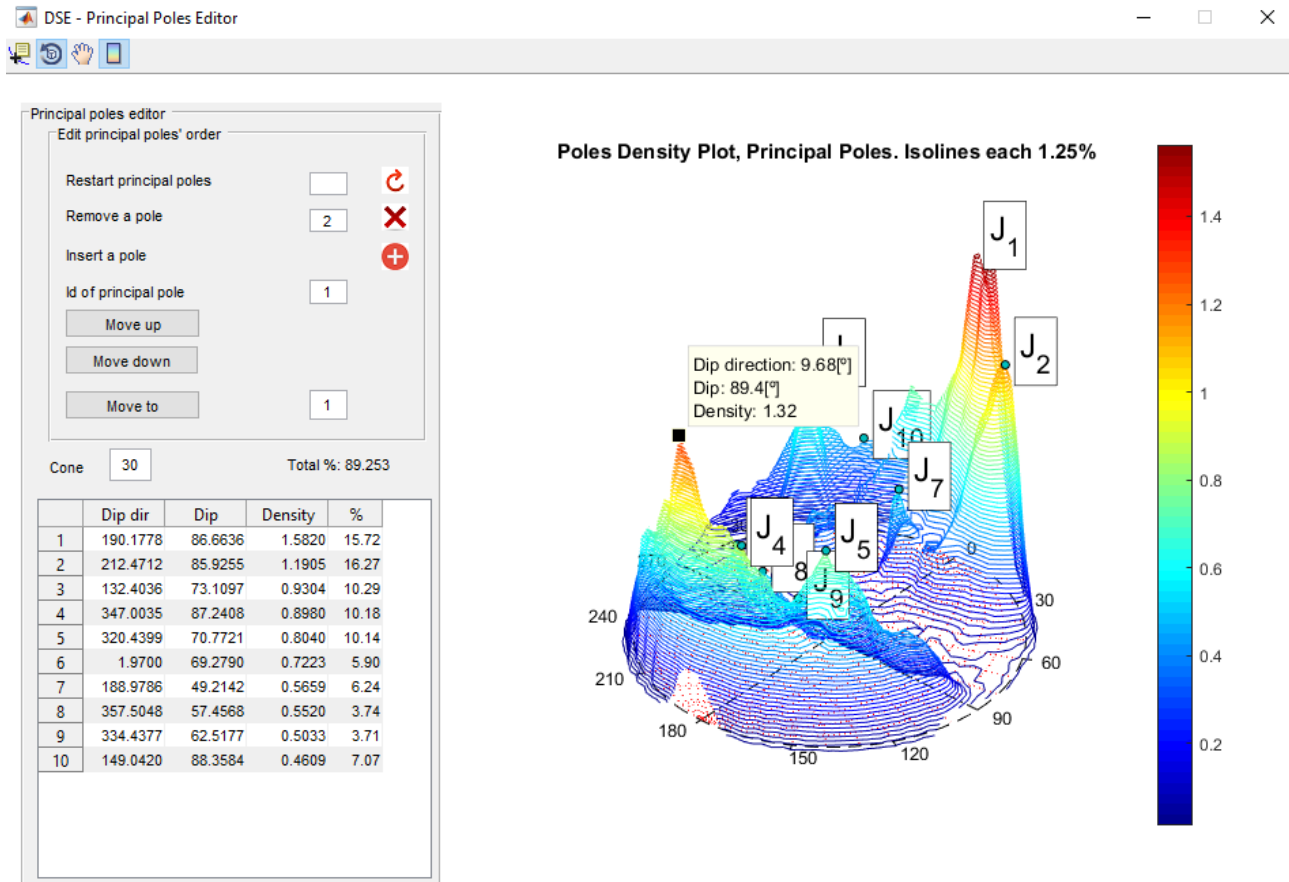 DSE - Principal Poles Editor
Principal poles editor
Edit principal poles' order
Restart principal poles
Remove a pole 2
Insert a pole
Id of principal pole 1
Move up
Move down
Move to 1
Cone 30 Total %: 89.253
Dip dir Dip Density %
1 190.1778 86.6636 1.5820 15.72
2 212.4712 85.9255 1.1905 16.27
3 132.4036 73.1097 0.9304 10.29
4 347.0035 87.2408 0.8980 10.18
5 320.4399 70.7721 0.8040 10.14
6 1.9700 69.2790 0.7223 5.90
7 188.9786 49.2142 0.5659 6.24
8 357.5048 57.4568 0.5520 3.74
9 334.4377 62.5177 0.5033 3.71
10 149.0420 88.3584 0.4609 7.07
Poles Density Plot, Principal Poles. Isolines each 1.25%
J1
J2
Dip direction: 9.68[º]
Dip: 89.4[º]
Density: 1.32
J10
J7
J4
J5
8
J9
0
30
60
90
120
150
180
210
240
1.4
1.2
1
0.8
0.6
0.4
0.2